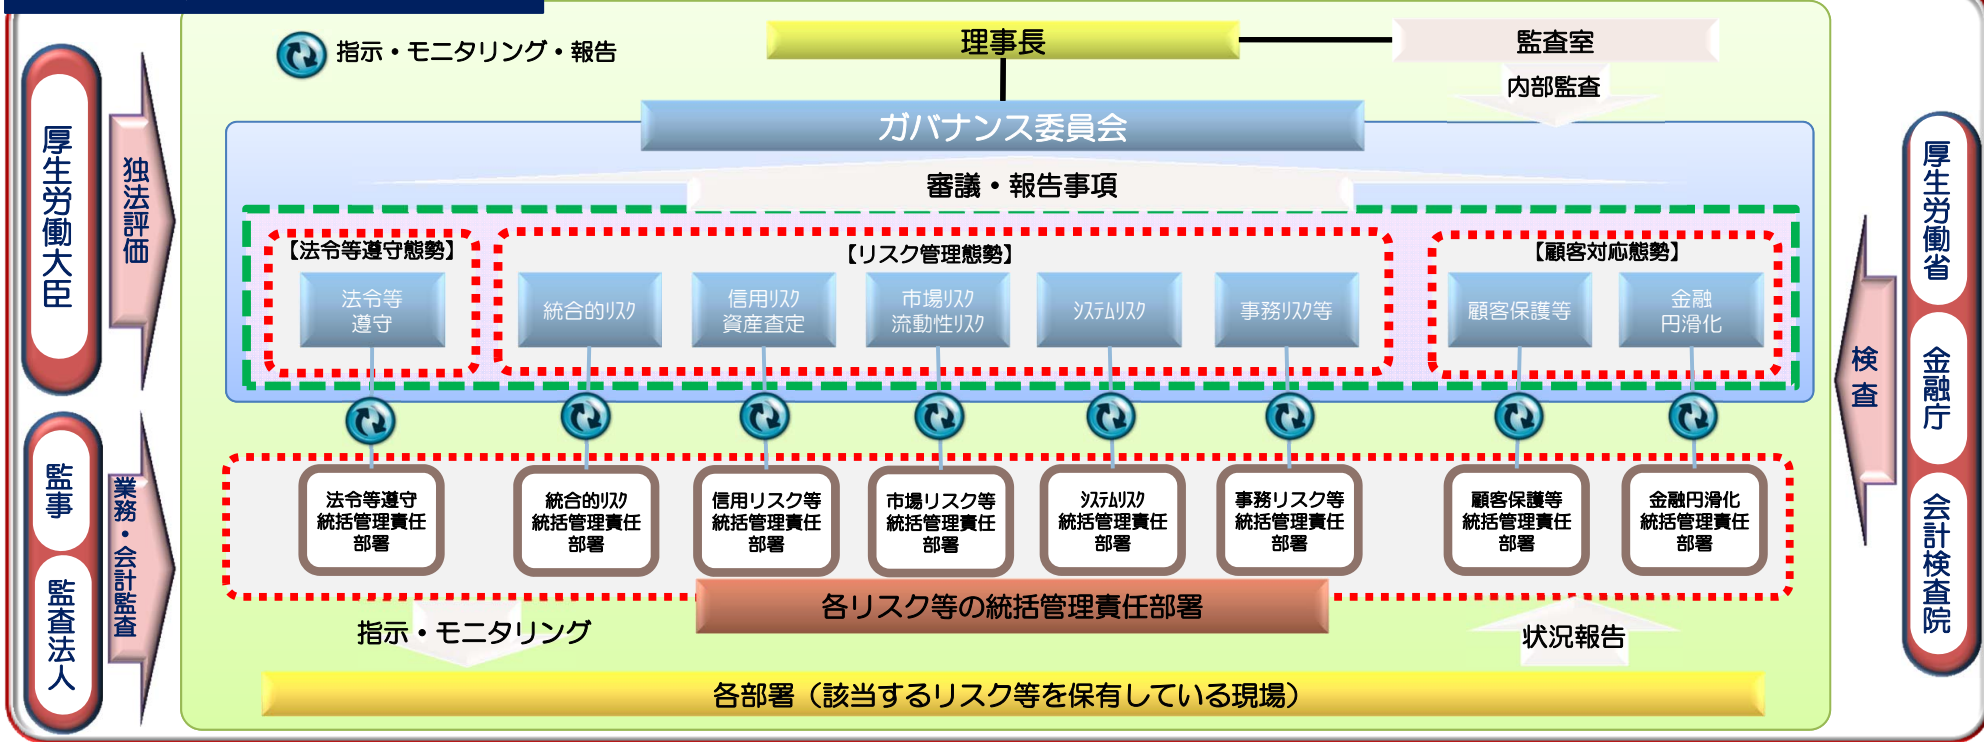 指示・モニタリング・報告
理事長
監査室
内部監査
ガバナンス委員会
審議・報告事項
厚生労働大臣
独法評価
監事
監査法人
業務・会計監査
【法令等遵守態勢】
法令等
遵守
【リスク管理態勢】
統合的ﾘｽｸ
信用ﾘｽｸ
資産査定
市場ﾘｽｸ
流動性ﾘｽｸ
ｼｽﾃﾑﾘｽｸ
事務ﾘｽｸ等
【顧客対応態勢】
顧客保護等
金融
円滑化
法令等遵守
統括管理責任
部署
統合的ﾘｽｸ
統括管理責任
部署
信用リスク等
統括管理責任
部署
市場リスク等
統括管理責任
部署
ｼｽﾃﾑﾘｽｸ
統括管理責任
部署
事務リスク等
統括管理責任
部署
顧客保護等
統括管理責任
部署
金融円滑化
統括管理責任
部署
各リスク等の統括管理責任部署
指示・モニタリング
状況報告
各部署（該当するリスク等を保有している現場）
検査
厚生労働省
金融庁
会計検査院